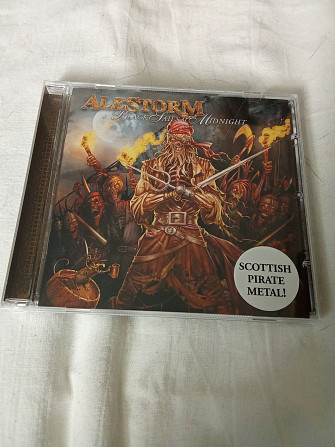 ALESTORM
BLACK SAILS AT MIDNIGHT
SCOTTISH
PIRATE
METAL!